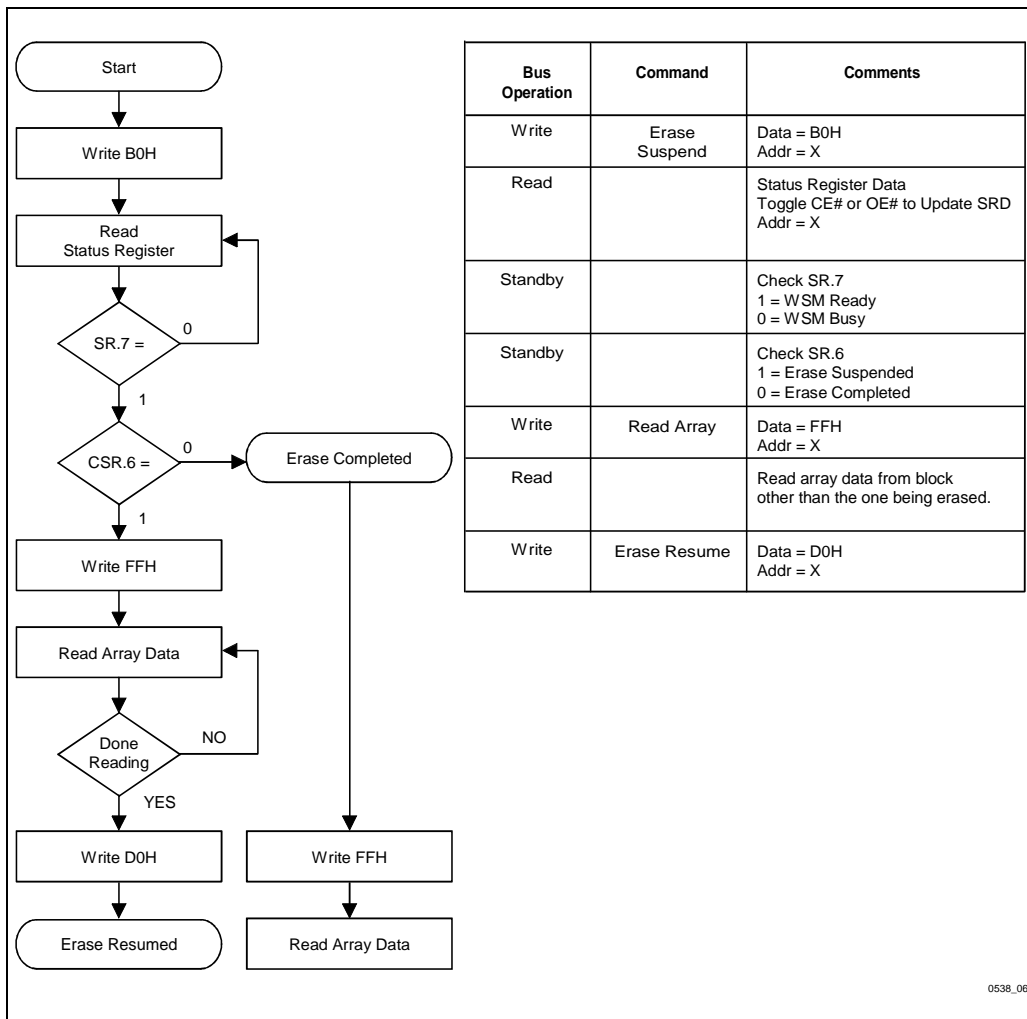 Start
Write B0H
Read
Status Register
SR.7 =
0
1
CSR.6 =
0
Erase Completed
1
Write FFH
Read Array Data
Done
Reading
NO
YES
Write D0H
Write FFH
Erase Resumed
Read Array Data
Bus
Operation
Command
Comments
Write
Erase
Suspend
Data = B0H
Addr = X
Read
Status Register Data
Toggle CE# or OE# to Update SRD
Addr = X
Standby
Check SR.7
1 = WSM Ready
0 = WSM Busy
Standby
Check SR.6
1 = Erase Suspended
0 = Erase Completed
Write
Read Array
Data = FFH
Addr = X
Read
Read array data from block
other than the one being erased.
Write
Erase Resume
Data = D0H
Addr = X
0538_06